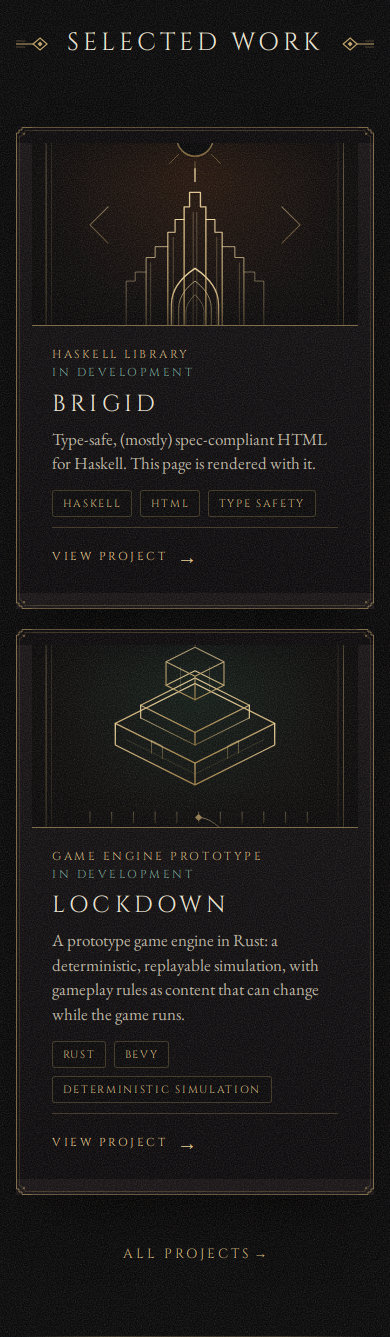 SELECTED WORK
HASKELL LIBRARY
IN DEVELOPMENT
BRIGID
Type-safe, (mostly) spec-compliant HTML
for Haskell. This page is rendered with it.
HASKELL HTML TYPE SAFETY
VIEW PROJECT →
GAME ENGINE PROTOTYPE
IN DEVELOPMENT
LOCKDOWN
A prototype game engine in Rust: a
deterministic, replayable simulation, with
gameplay rules as content that can change
while the game runs.
RUST BEVY
DETERMINISTIC SIMULATION
VIEW PROJECT →
ALL PROJECTS →